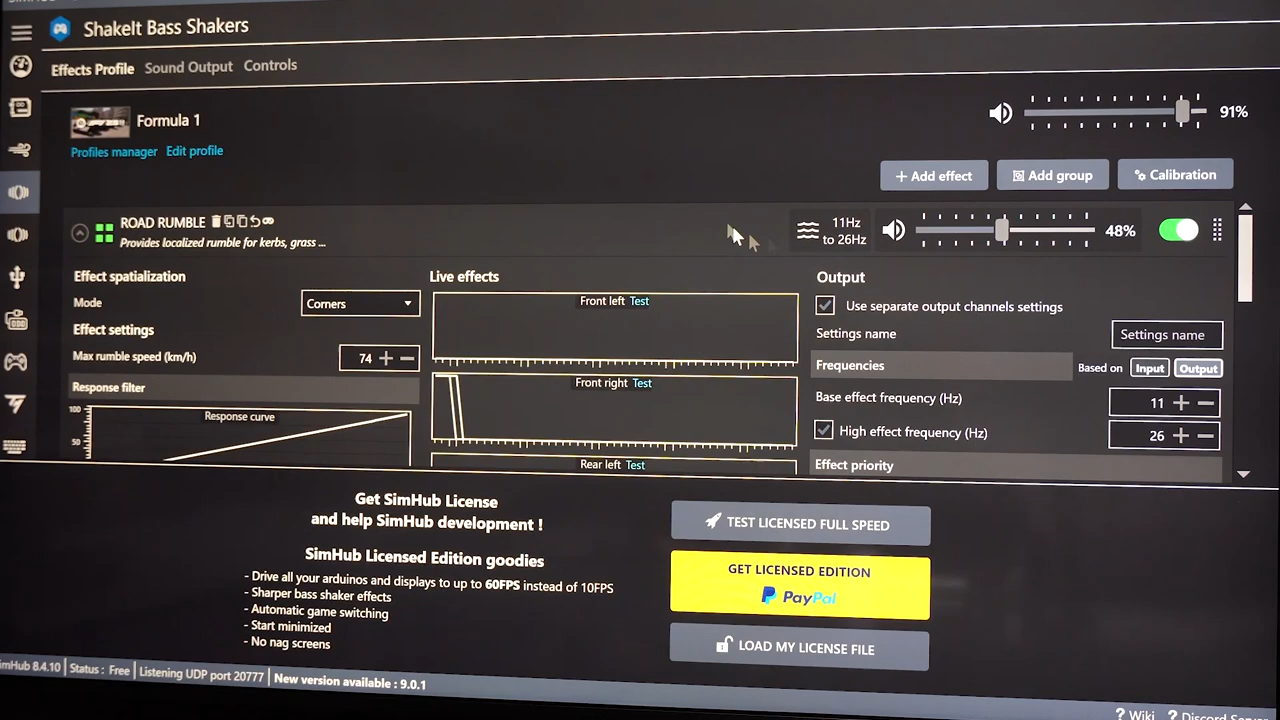 ShakeIt Bass Shakers
Effects Profile Sound Output Controls
Formula 1
91%
Profiles manager Edit profile
+ Add effect Add group Calibration
ROAD RUMBLE
Provides localized rumble for kerbs, grass ...
11Hz
to 26Hz
48%
Effect spatialization
Mode
Corners
Effect settings
Max rumble speed (km/h)
74 + −
Response filter
Response curve
100
50
Live effects
Front left Test
Front right Test
Rear left Test
Output
Use separate output channels settings
Settings name
Settings name
Frequencies
Based on Input Output
Base effect frequency (Hz)
11 + −
High effect frequency (Hz)
26 + −
Effect priority
Get SimHub License
and help SimHub development !
SimHub Licensed Edition goodies
- Drive all your arduinos and displays to up to 60FPS instead of 10FPS
- Sharper bass shaker effects
- Automatic game switching
- Start minimized
- No nag screens
TEST LICENSED FULL SPEED
GET LICENSED EDITION
PayPal
LOAD MY LICENSE FILE
imHub 8.4.10 Status : Free Listening UDP port 20777 New version available : 9.0.1
? Wiki ? Discord Serve